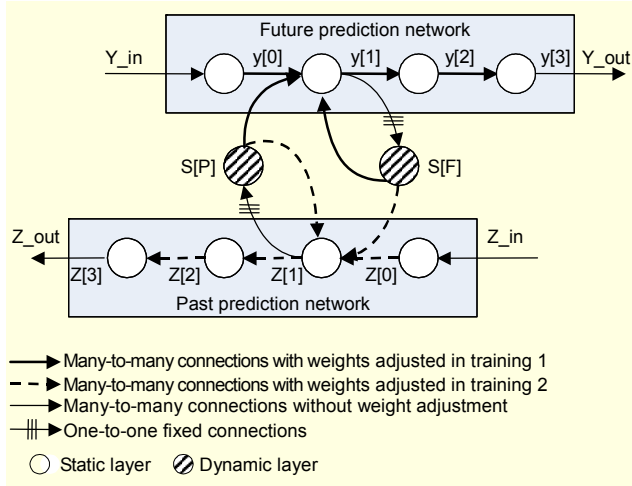 Future prediction network
Y_in
y[0]
y[1]
y[2]
y[3]
Y_out
S[P]
S[F]
Z_out
Z_in
Z[3]
Z[2]
Z[1]
Z[0]
Past prediction network
Many-to-many connections with weights adjusted in training 1
Many-to-many connections with weights adjusted in training 2
Many-to-many connections without weight adjustment
One-to-one fixed connections
Static layer
Dynamic layer